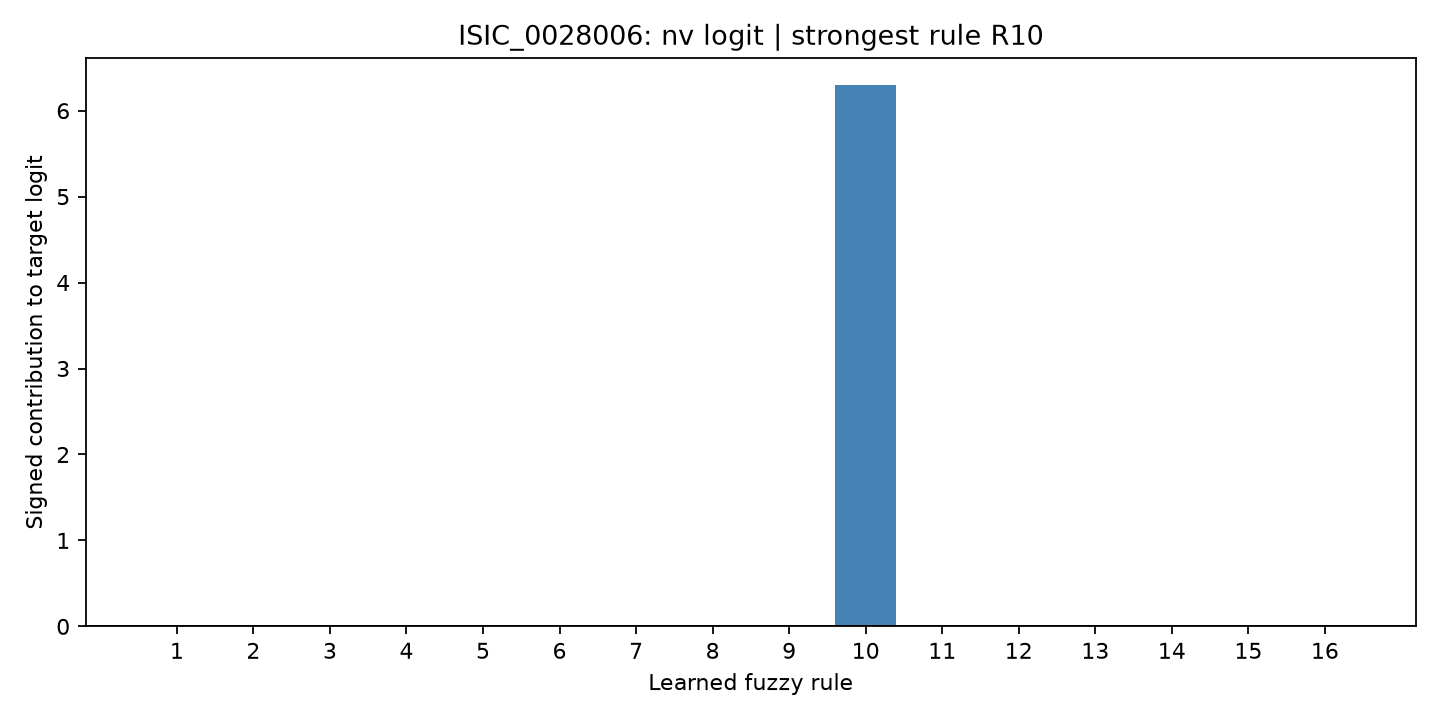 ISIC_0028006: nv logit | strongest rule R10
Signed contribution to target logit
6
5
4
3
2
1
0
1 2 3 4 5 6 7 8 9 10 11 12 13 14 15 16
Learned fuzzy rule